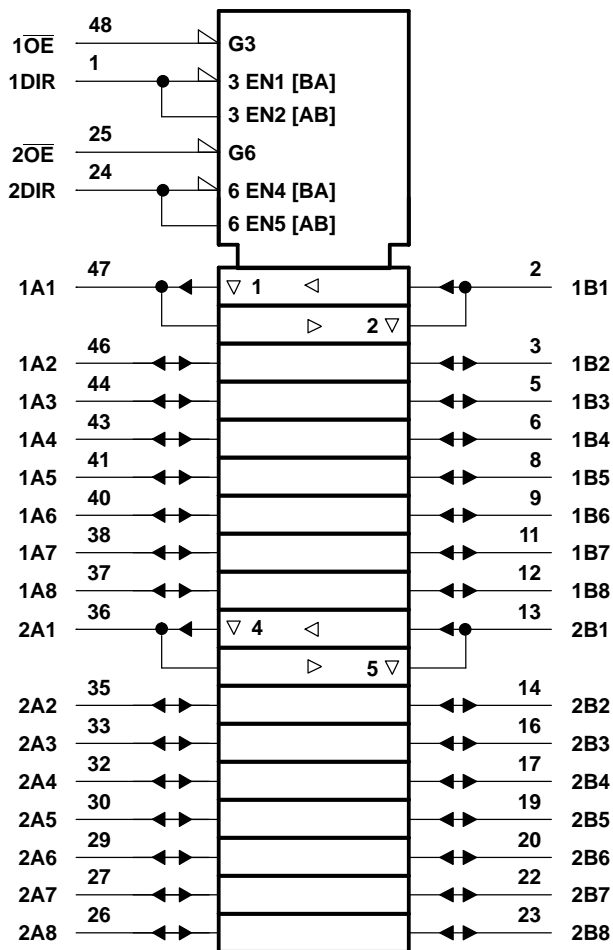 48
1OE G3
1
1DIR 3 EN1 [BA]
3 EN2 [AB]
25
2OE G6
24
2DIR 6 EN4 [BA]
6 EN5 [AB]
47 2
1A1 1 1B1
2
46 3
1A2 1B2
44 5
1A3 1B3
43 6
1A4 1B4
41 8
1A5 1B5
40 9
1A6 1B6
38 11
1A7 1B7
37 12
1A8 1B8
36 13
2A1 4 2B1
5
35 14
2A2 2B2
33 16
2A3 2B3
32 17
2A4 2B4
30 19
2A5 2B5
29 20
2A6 2B6
27 22
2A7 2B7
26 23
2A8 2B8